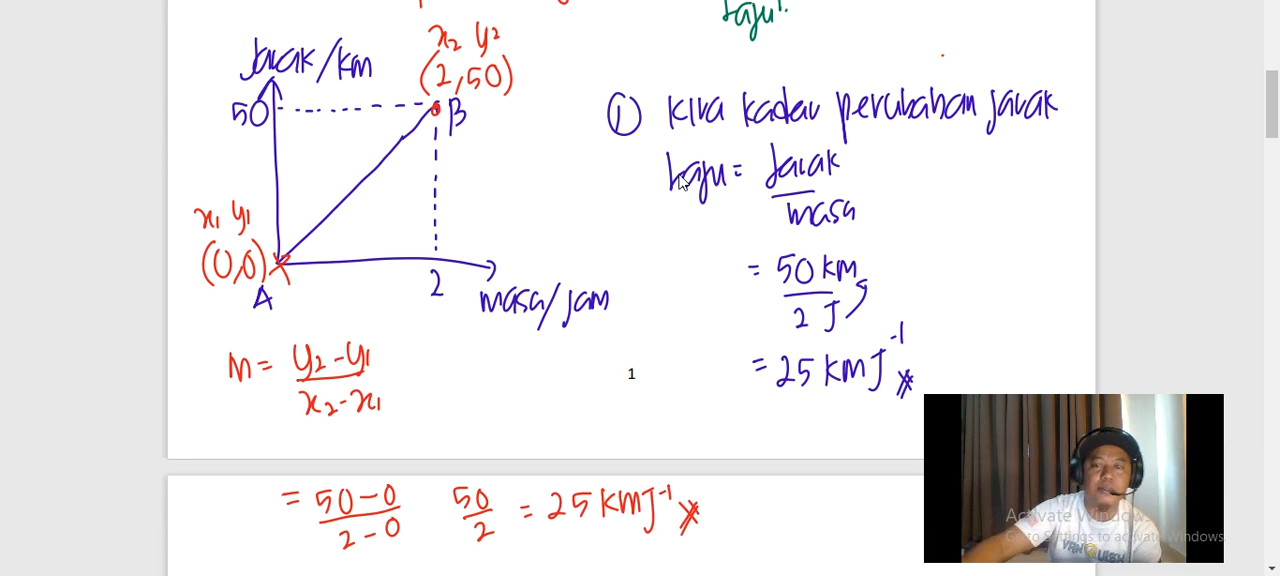 laju?
Jarak/km
x2 y2
(2,50)
50
B
x1 y1
(0,0)
A
2
masa/jam
M = y2 - y1
x2 - x1
① Kira kadar perubahan jarak
Laju = Jarak
masa
= 50 km
2 J
= 25 km J⁻¹
1
= 50 - 0
2 - 0
50
2
= 25 km J⁻¹
Activate Windows
Go to Settings to activate Windows